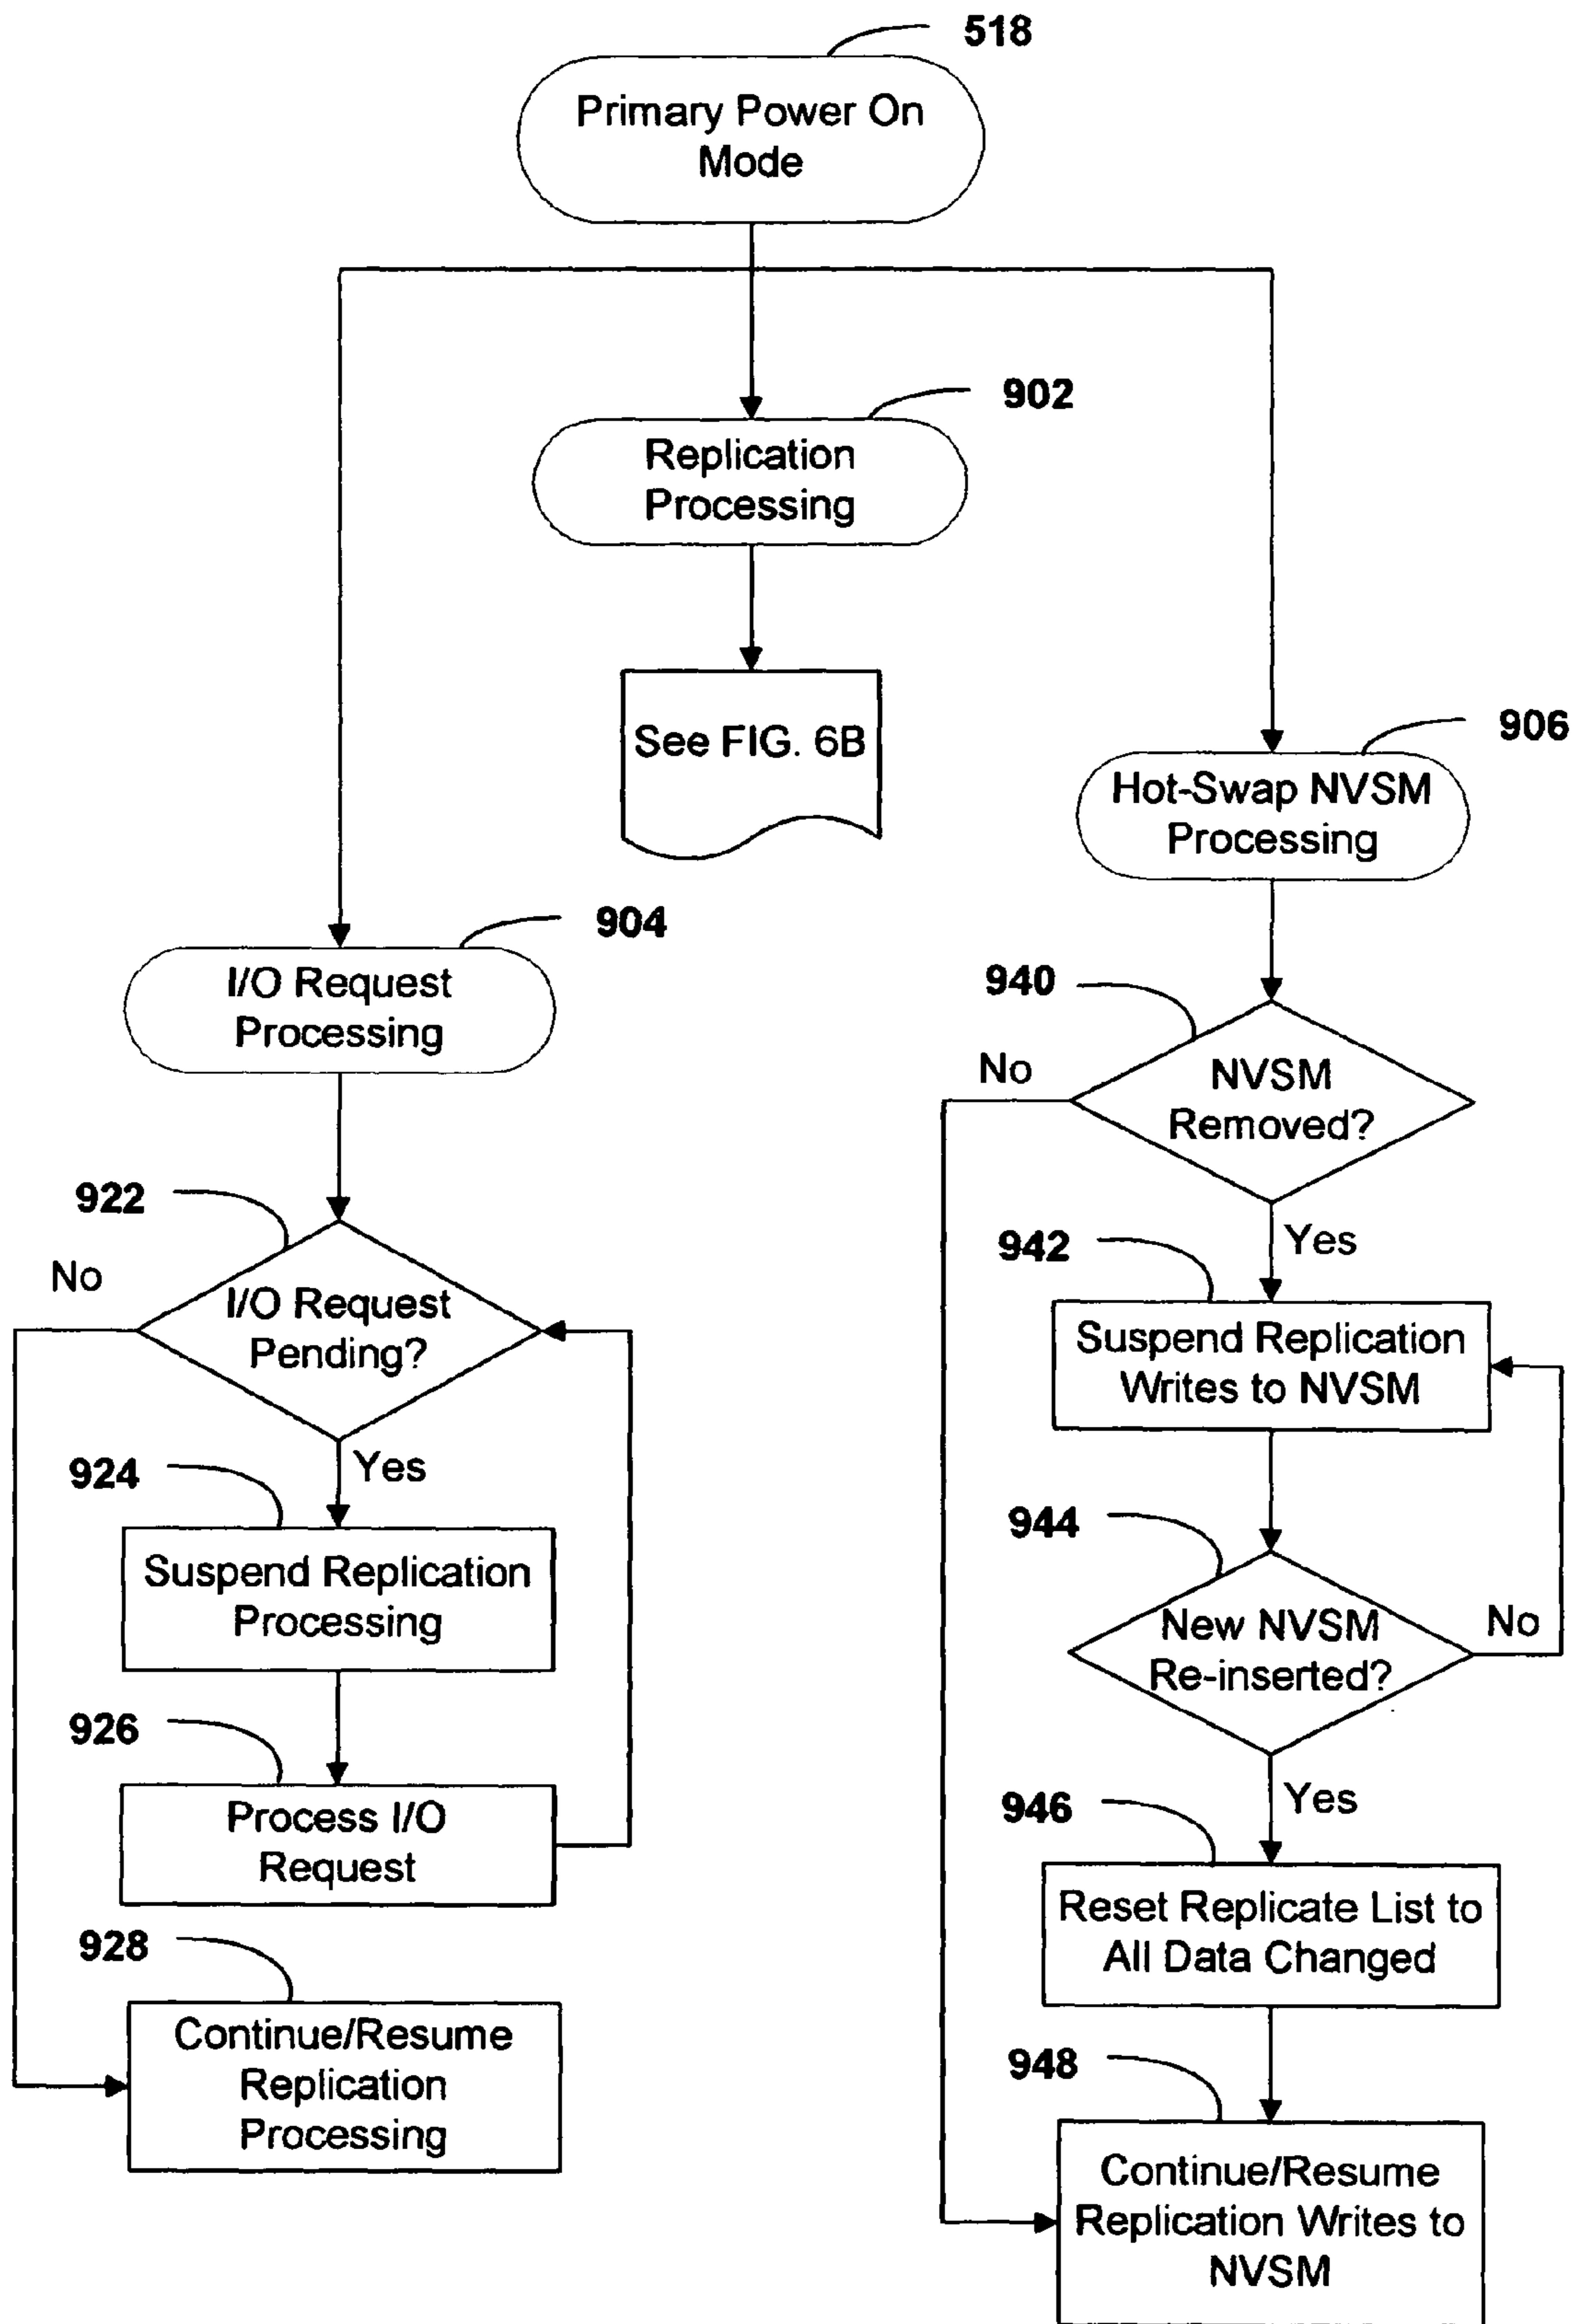 518
Primary Power On
Mode
902
Replication
Processing
See FIG. 6B
906
Hot-Swap NVSM
Processing
904
I/O Request
Processing
940
No
NVSM
Removed?
922
No
I/O Request
Pending?
Yes
942
Suspend Replication
Writes to NVSM
924
Yes
Suspend Replication
Processing
944
New NVSM
Re-inserted?
No
926
Process I/O
Request
946
Yes
Reset Replicate List to
All Data Changed
928
Continue/Resume
Replication
Processing
948
Continue/Resume
Replication Writes to
NVSM